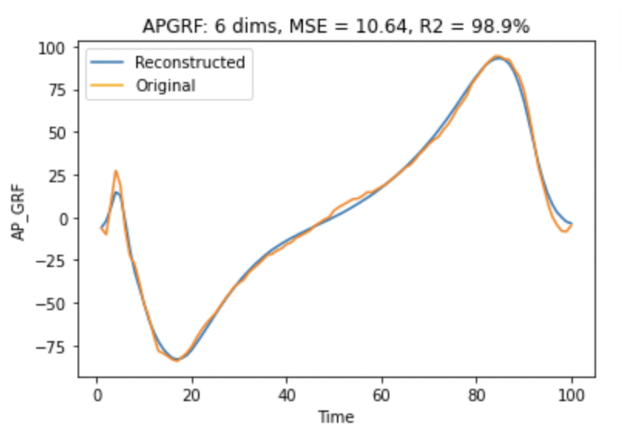 APGRF: 6 dims, MSE = 10.64, R2 = 98.9%
Reconstructed
Original
100
75
50
25
0
−25
−50
−75
AP_GRF
0 20 40 60 80 100
Time